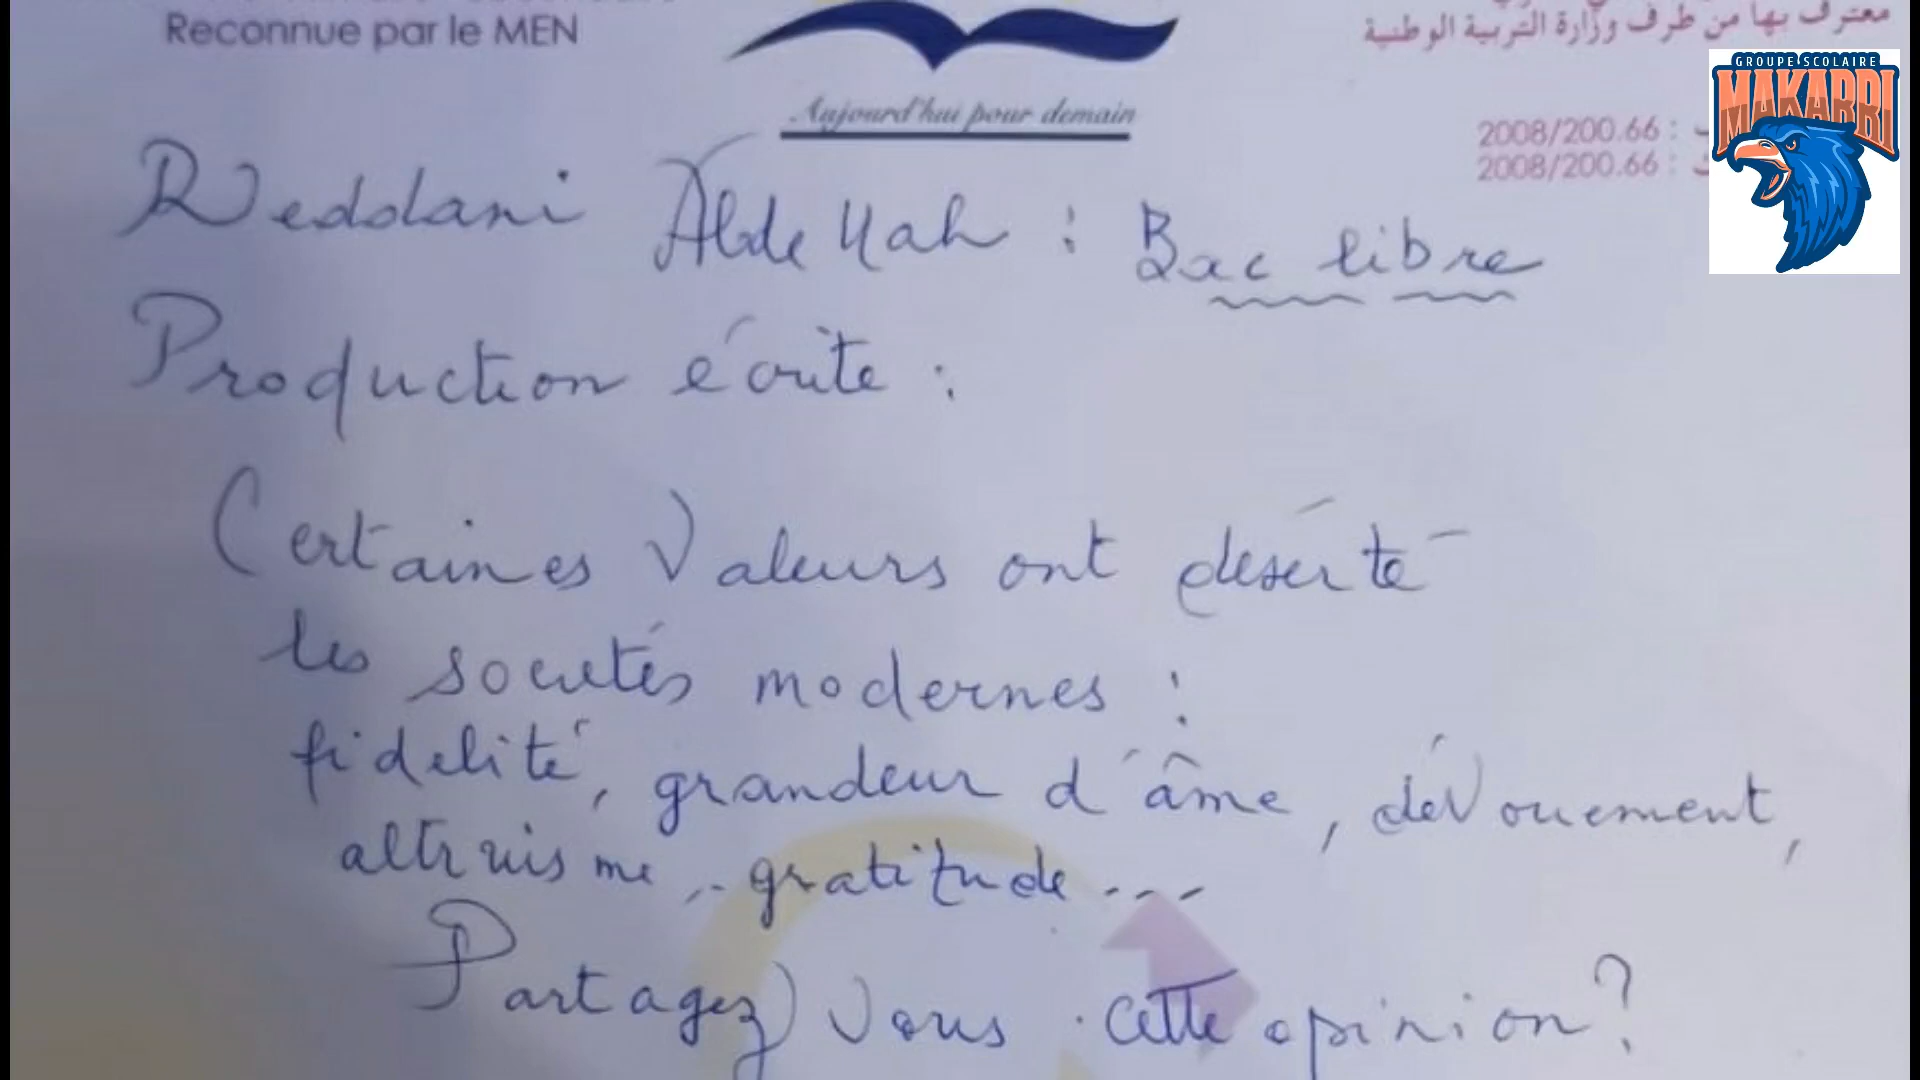 Reconnue par le MEN
معترف بها من طرف وزارة التربية الوطنية
GROUPE SCOLAIRE
MAKARRI
Aujourd'hui pour demain
2008/200.66 :
2008/200.66 :
Reddani Abdellah : Bac libre
Production écrite :
Certaines Valeurs ont déserté
les sociétés modernes :
fidelité, grandeur d'âme, dévouement,
altruisme, gratitude...
Partagez vous cette opinion ?